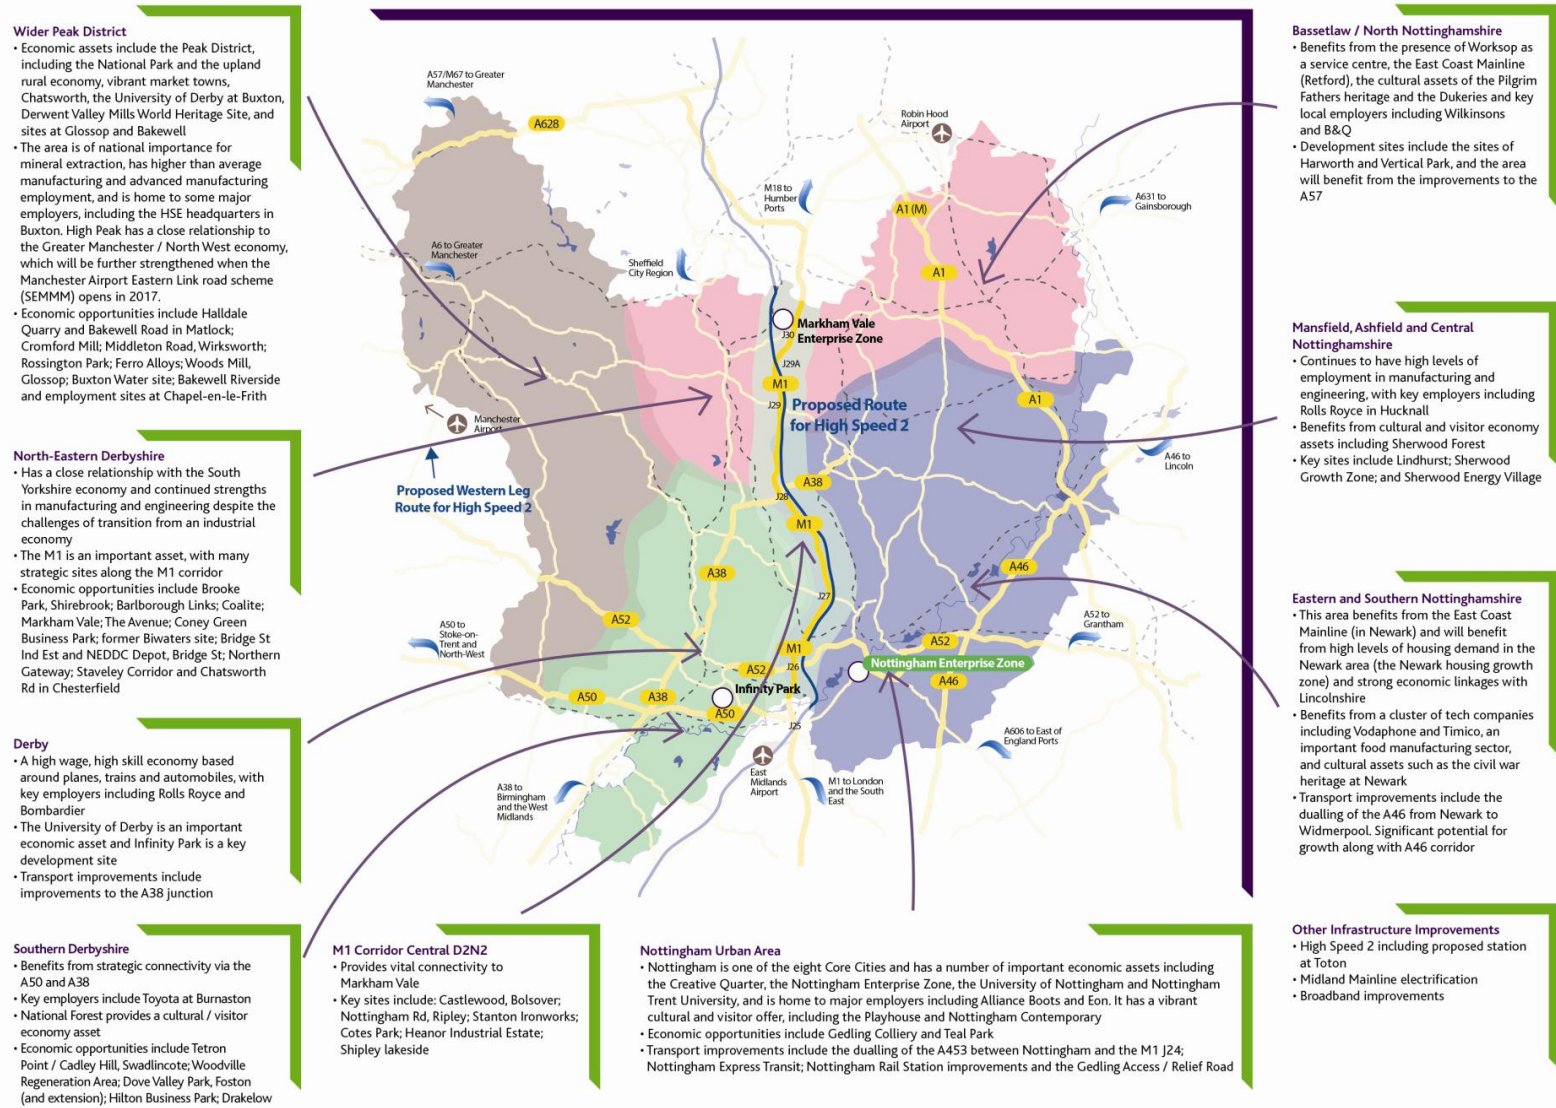 Wider Peak District
• Economic assets include the Peak District,
including the National Park and the upland
rural economy, vibrant market towns,
Chatsworth, the University of Derby at Buxton,
Derwent Valley Mills World Heritage Site, and
sites at Glossop and Bakewell
• The area is of national importance for
mineral extraction, has higher than average
manufacturing and advanced manufacturing
employment, and is home to some major
employers, including the HSE headquarters in
Buxton. High Peak has a close relationship to
the Greater Manchester / North West economy,
which will be further strengthened when the
Manchester Airport Eastern Link road scheme
(SEMMM) opens in 2017.
• Economic opportunities include Halldale
Quarry and Bakewell Road in Matlock;
Cromford Mill; Middleton Road, Wirksworth;
Rossington Park; Ferro Alloys; Woods Mill,
Glossop; Buxton Water site; Bakewell Riverside
and employment sites at Chapel-en-le-Frith
North-Eastern Derbyshire
• Has a close relationship with the South
Yorkshire economy and continued strengths
in manufacturing and engineering despite the
challenges of transition from an industrial
economy
• The M1 is an important asset, with many
strategic sites along the M1 corridor
• Economic opportunities include Brooke
Park, Shirebrook; Barlborough Links; Coalite;
Markham Vale; The Avenue; Coney Green
Business Park; former Biwaters site; Bridge St
Ind Est and NEDDC Depot, Bridge St; Northern
Gateway; Staveley Corridor and Chatsworth
Rd in Chesterfield
Derby
• A high wage, high skill economy based
around planes, trains and automobiles, with
key employers including Rolls Royce and
Bombardier
• The University of Derby is an important
economic asset and Infinity Park is a key
development site
• Transport improvements include
improvements to the A38 junction
Southern Derbyshire
• Benefits from strategic connectivity via the
A50 and A38
• Key employers include Toyota at Burnaston
• National Forest provides a cultural / visitor
economy asset
• Economic opportunities include Tetron
Point / Cadley Hill, Swadlincote; Woodville
Regeneration Area; Dove Valley Park, Foston
(and extension); Hilton Business Park; Drakelow
A57/M67 to Greater
Manchester
A628
Robin Hood
Airport
M18 to
Humber
Ports
A1 (M)
A631 to
Gainsborough
A6 to Greater
Manchester
Sheffield
City Region
A1
Markham Vale
Enterprise Zone
J30
J29A
M1
J29
Proposed Route
for High Speed 2
A1
Manchester
Airport
A46 to
Lincoln
Proposed Western Leg
Route for High Speed 2
A38
J28
M1
A38
A46
J27
A52
A50 to
Stoke-on-
Trent and
North-West
A52 to
Grantham
M1
A52
J26
A52
Nottingham Enterprise Zone
A46
Infinity Park
A50
A38
A50
J25
A606 to East of
England Ports
East
Midlands
Airport
M1 to London
and the South
East
A38 to
Birmingham
and the West
Midlands
M1 Corridor Central D2N2
• Provides vital connectivity to
Markham Vale
• Key sites include: Castlewood, Bolsover;
Nottingham Rd, Ripley; Stanton Ironworks;
Cotes Park; Heanor Industrial Estate;
Shipley lakeside
Nottingham Urban Area
• Nottingham is one of the eight Core Cities and has a number of important economic assets including
the Creative Quarter, the Nottingham Enterprise Zone, the University of Nottingham and Nottingham
Trent University, and is home to major employers including Alliance Boots and Eon. It has a vibrant
cultural and visitor offer, including the Playhouse and Nottingham Contemporary
• Economic opportunities include Gedling Colliery and Teal Park
• Transport improvements include the dualling of the A453 between Nottingham and the M1 J24;
Nottingham Express Transit; Nottingham Rail Station improvements and the Gedling Access / Relief Road
Bassetlaw / North Nottinghamshire
• Benefits from the presence of Worksop as
a service centre, the East Coast Mainline
(Retford), the cultural assets of the Pilgrim
Fathers heritage and the Dukeries and key
local employers including Wilkinsons
and B&Q
• Development sites include the sites of
Harworth and Vertical Park, and the area
will benefit from the improvements to the
A57
Mansfield, Ashfield and Central
Nottinghamshire
• Continues to have high levels of
employment in manufacturing and
engineering, with key employers including
Rolls Royce in Hucknall
• Benefits from cultural and visitor economy
assets including Sherwood Forest
• Key sites include Lindhurst; Sherwood
Growth Zone; and Sherwood Energy Village
Eastern and Southern Nottinghamshire
• This area benefits from the East Coast
Mainline (in Newark) and will benefit
from high levels of housing demand in the
Newark area (the Newark housing growth
zone) and strong economic linkages with
Lincolnshire
• Benefits from a cluster of tech companies
including Vodaphone and Timico, an
important food manufacturing sector,
and cultural assets such as the civil war
heritage at Newark
• Transport improvements include the
dualling of the A46 from Newark to
Widmerpool. Significant potential for
growth along with A46 corridor
Other Infrastructure Improvements
• High Speed 2 including proposed station
at Toton
• Midland Mainline electrification
• Broadband improvements